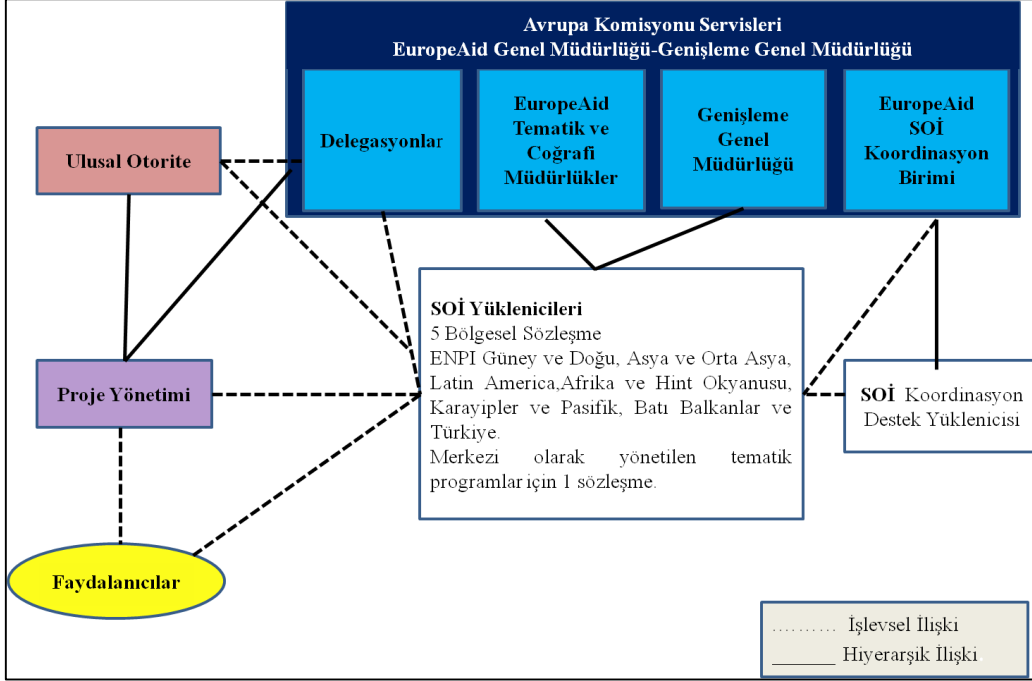 Avrupa Komisyonu Servisleri
EuropeAid Genel Müdürlüğü-Genişleme Genel Müdürlüğü
Delegasyonlar
EuropeAid
Tematik ve
Coğrafi
Müdürlükler
Genişleme
Genel
Müdürlüğü
EuropeAid
SOİ
Koordinasyon
Birimi
Ulusal Otorite
SOİ Yüklenicileri
5 Bölgesel Sözleşme
ENPI Güney ve Doğu, Asya ve Orta Asya,
Latin America,Afrika ve Hint Okyanusu,
Karayipler ve Pasifik, Batı Balkanlar ve
Türkiye.
Merkezi olarak yönetilen tematik
programlar için 1 sözleşme.
Proje Yönetimi
SOİ Koordinasyon
Destek Yüklenicisi
Faydalanıcılar
.......... İşlevsel İlişki
_______ Hiyerarşik İlişki.